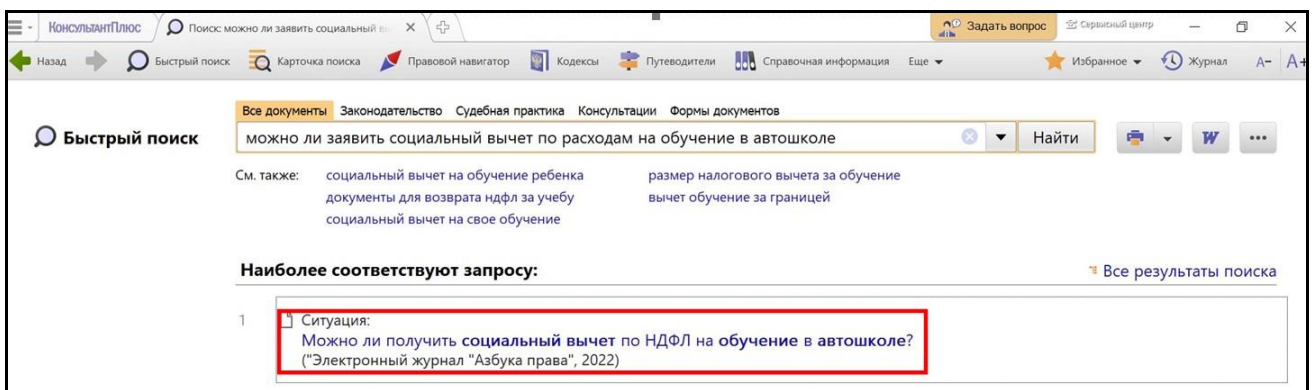 КонсультантПлюс Поиск: можно ли заявить социальный Задать вопрос Сервисный центр
Назад Быстрый поиск Карточка поиска Правовой навигатор Кодексы Путеводители Справочная информация Еще Избранное Журнал A- A+
Все документы Законодательство Судебная практика Консультации Формы документов
Быстрый поиск можно ли заявить социальный вычет по расходам на обучение в автошколе Найти W ...
См. также: социальный вычет на обучение ребенка размер налогового вычета за обучение
документы для возврата ндфл за учебу вычет обучение за границей
социальный вычет на свое обучение
Наиболее соответствуют запросу: Все результаты поиска
1 Ситуация:
Можно ли получить социальный вычет по НДФЛ на обучение в автошколе?
("Электронный журнал "Азбука права", 2022)